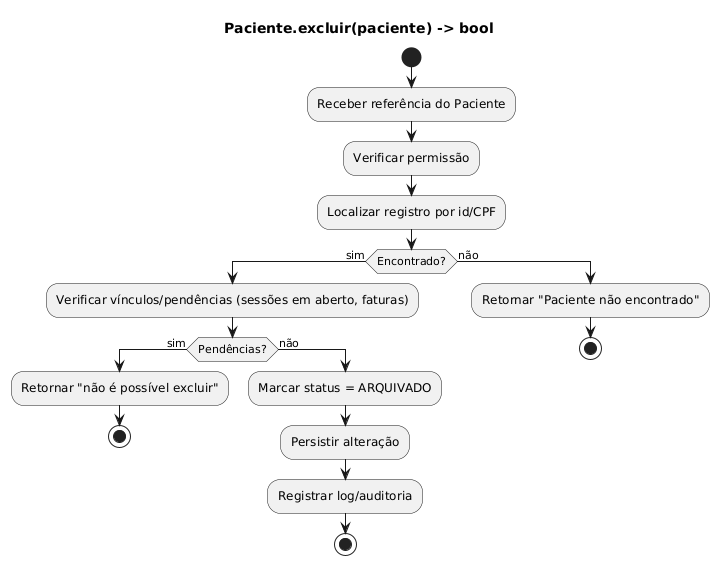 Paciente.excluir(paciente) -> bool
Receber referência do Paciente
Verificar permissão
Localizar registro por id/CPF
sim
Encontrado?
não
Verificar vínculos/pendências (sessões em aberto, faturas)
Retornar "Paciente não encontrado"
sim
Pendências?
não
Retornar "não é possível excluir"
Marcar status = ARQUIVADO
Persistir alteração
Registrar log/auditoria